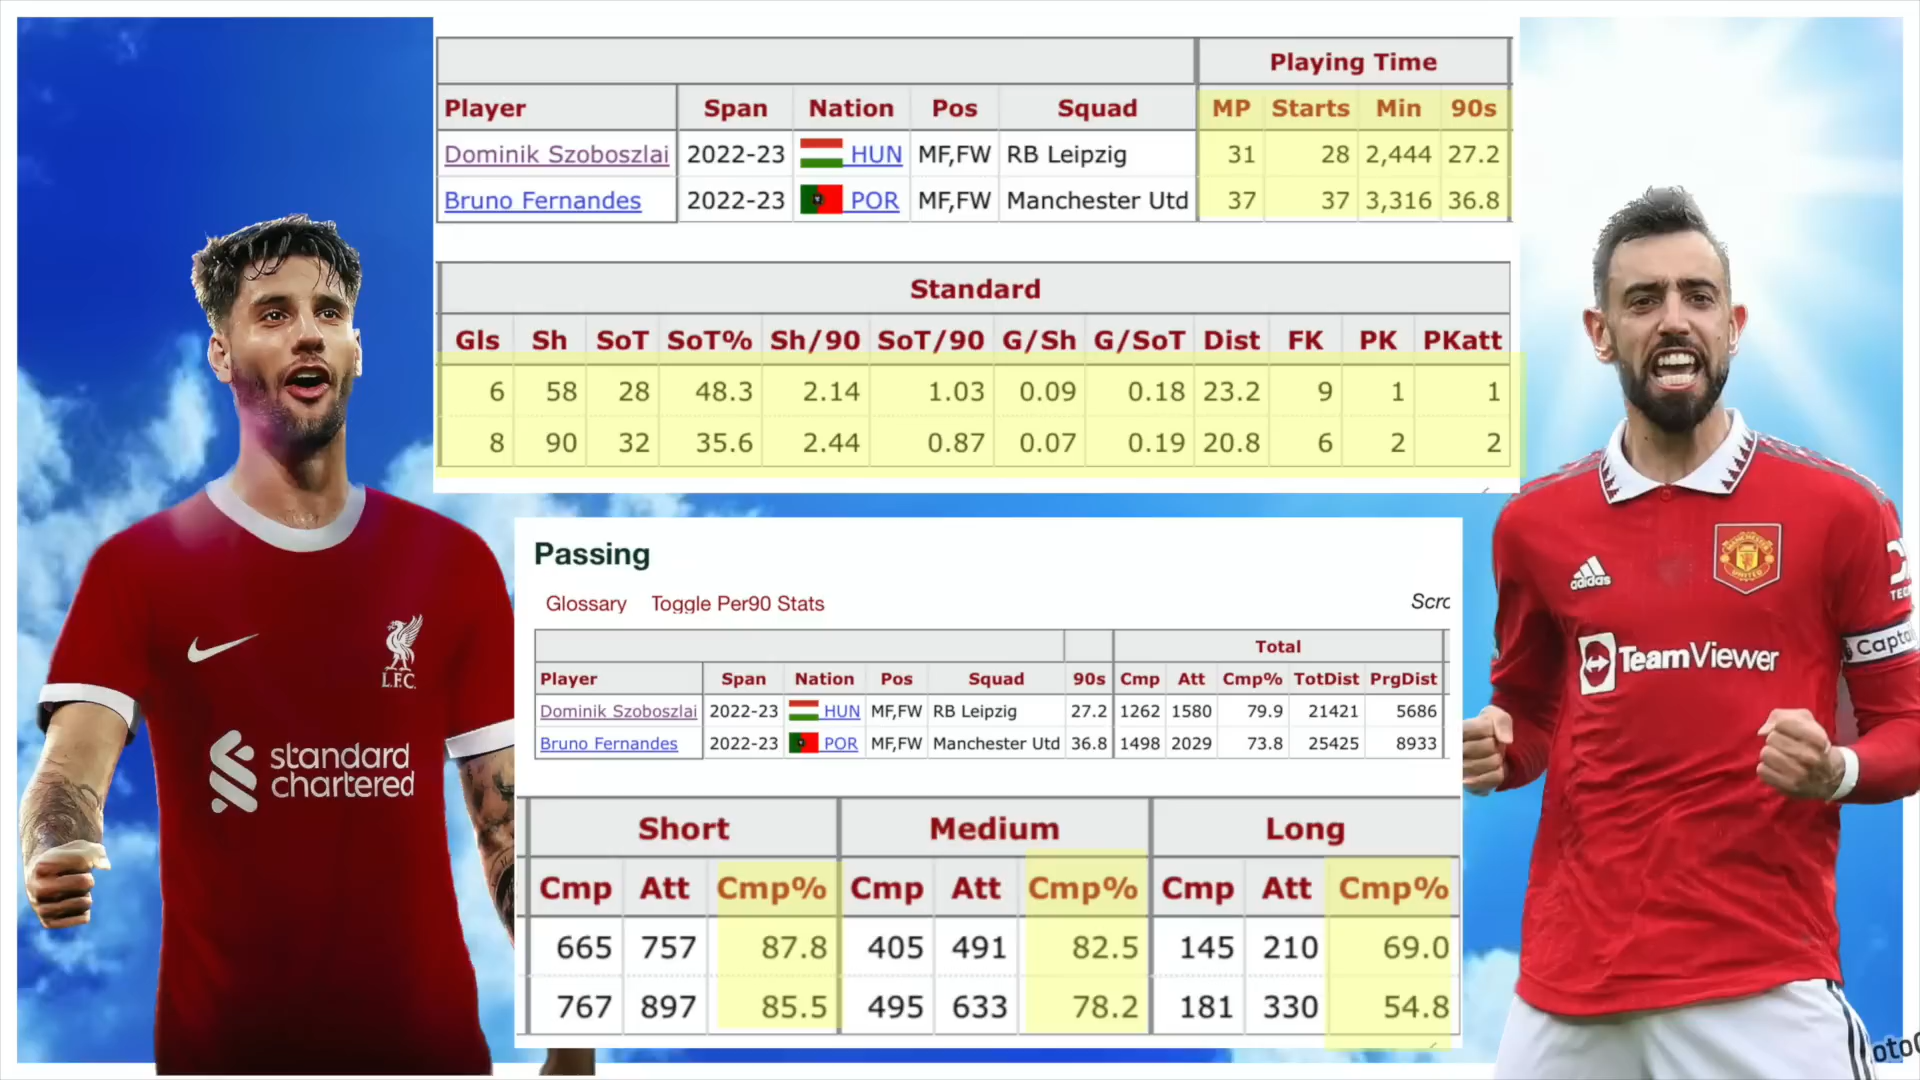 Playing Time
Player Span Nation Pos Squad MP Starts Min 90s
Dominik Szoboszlai 2022-23 HUN MF,FW RB Leipzig 31 28 2,444 27.2
Bruno Fernandes 2022-23 POR MF,FW Manchester Utd 37 37 3,316 36.8
Standard
Gls Sh SoT SoT% Sh/90 SoT/90 G/Sh G/SoT Dist FK PK PKatt
6 58 28 48.3 2.14 1.03 0.09 0.18 23.2 9 1 1
8 90 32 35.6 2.44 0.87 0.07 0.19 20.8 6 2 2
Passing
Glossary Toggle Per90 Stats Scro
Total
Player Span Nation Pos Squad 90s Cmp Att Cmp% TotDist PrgDist
Dominik Szoboszlai 2022-23 HUN MF,FW RB Leipzig 27.2 1262 1580 79.9 21421 5686
Bruno Fernandes 2022-23 POR MF,FW Manchester Utd 36.8 1498 2029 73.8 25425 8933
Short Medium Long
Cmp Att Cmp% Cmp Att Cmp% Cmp Att Cmp%
665 757 87.8 405 491 82.5 145 210 69.0
767 897 85.5 495 633 78.2 181 330 54.8
L.F.C.
standard
chartered
MANCHESTER
UNITED
adidas
TeamViewer
Capta